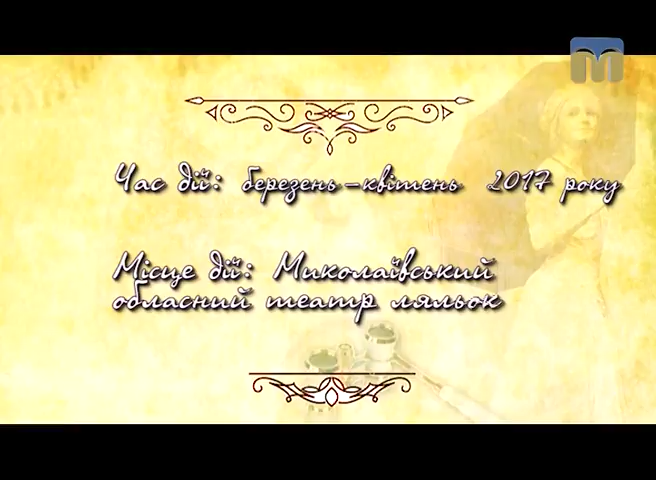 Час дії: березень-квітень 2017 року
Місце дії: Миколаївський
обласний театр ляльок